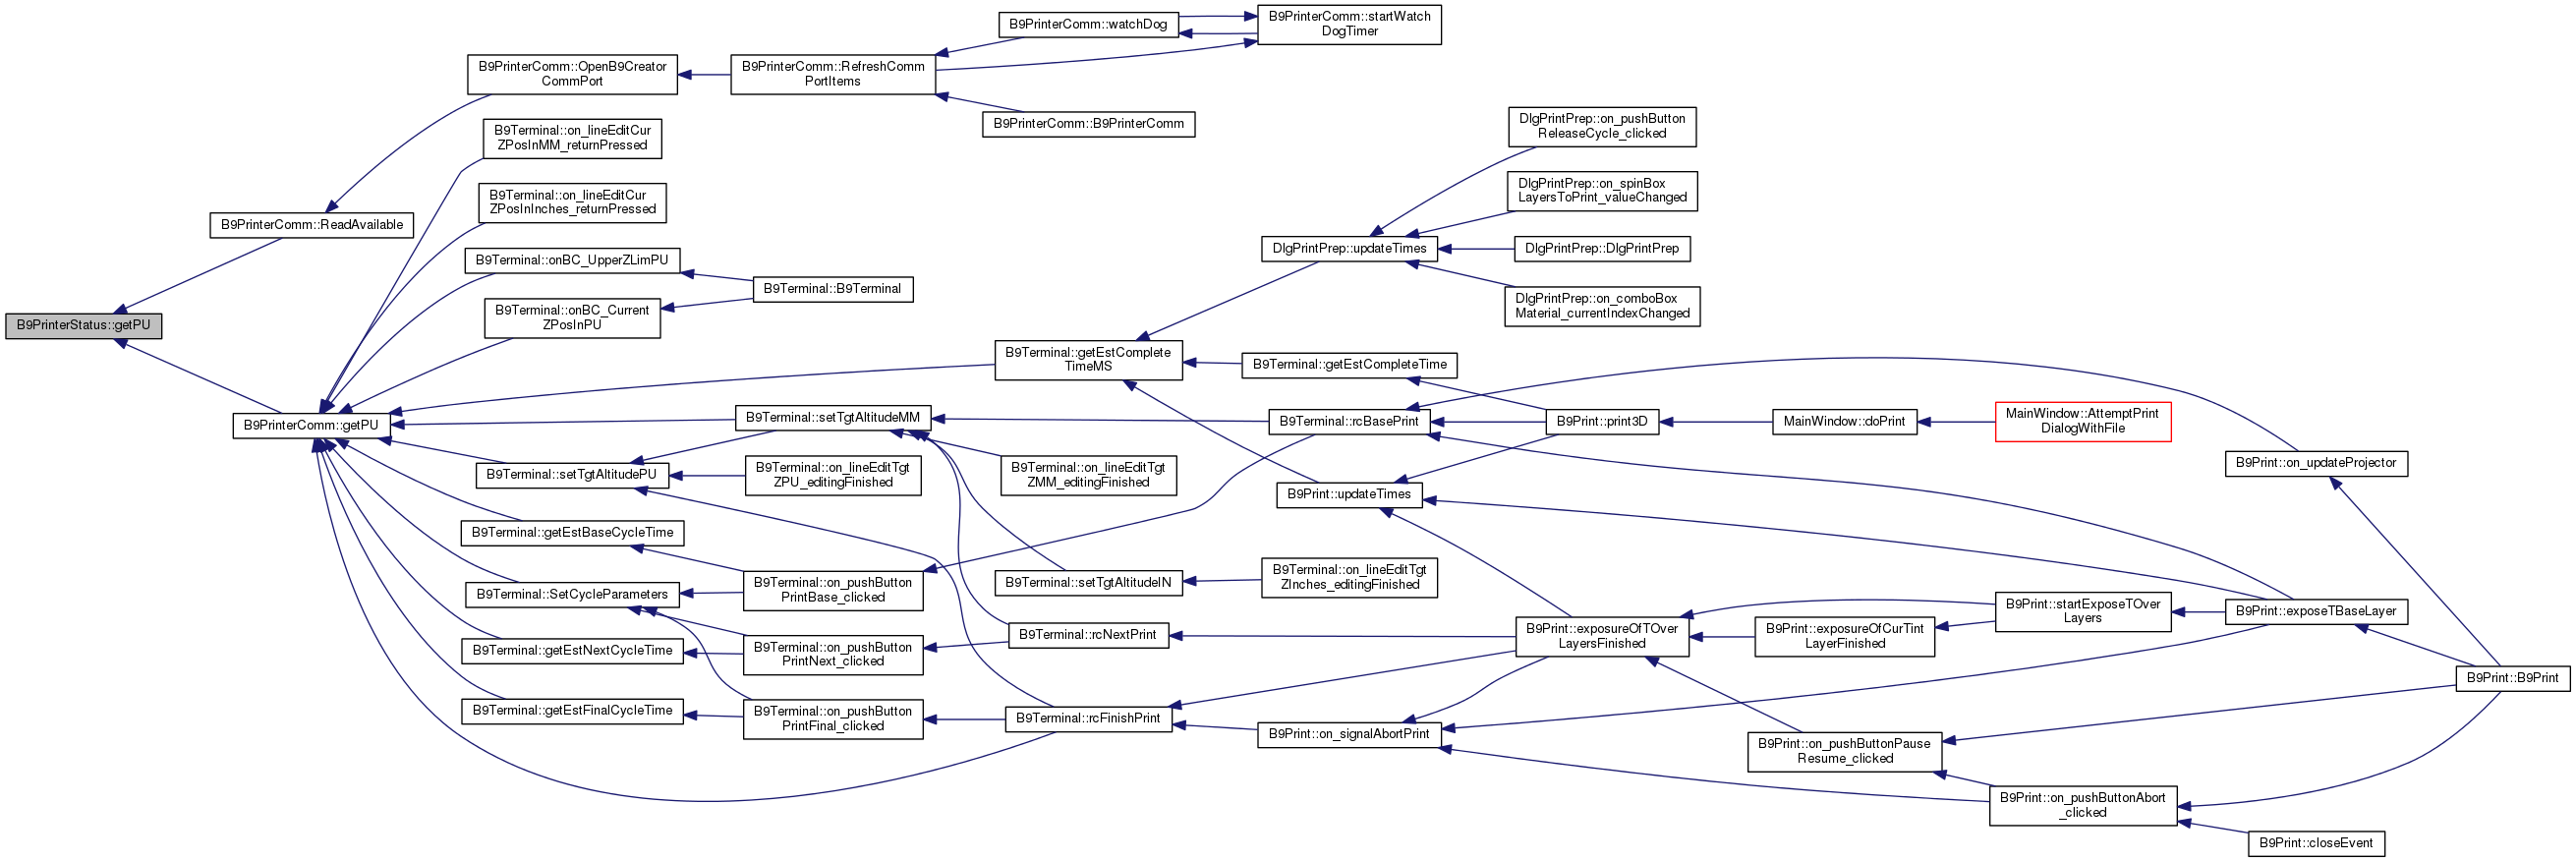 B9PrinterStatus::getPU
B9PrinterComm::ReadAvailable
B9PrinterComm::getPU
B9PrinterComm::OpenB9Creator
CommPort
B9Terminal::on_lineEditCur
ZPosInMM_returnPressed
B9Terminal::on_lineEditCur
ZPosInInches_returnPressed
B9Terminal::onBC_UpperZLimPU
B9Terminal::onBC_Current
ZPosInPU
B9Terminal::setTgtAltitudePU
B9Terminal::getEstBaseCycleTime
B9Terminal::SetCycleParameters
B9Terminal::getEstNextCycleTime
B9Terminal::getEstFinalCycleTime
B9PrinterComm::RefreshComm
PortItems
B9Terminal::B9Terminal
B9Terminal::setTgtAltitudeMM
B9Terminal::on_lineEditTgt
ZPU_editingFinished
B9Terminal::on_pushButton
PrintBase_clicked
B9Terminal::on_pushButton
PrintNext_clicked
B9Terminal::on_pushButton
PrintFinal_clicked
B9PrinterComm::watchDog
B9PrinterComm::B9PrinterComm
B9Terminal::getEstComplete
TimeMS
B9Terminal::on_lineEditTgt
ZMM_editingFinished
B9Terminal::setTgtAltitudeIN
B9Terminal::rcNextPrint
B9Terminal::rcFinishPrint
B9PrinterComm::startWatch
DogTimer
DlgPrintPrep::updateTimes
B9Terminal::getEstCompleteTime
B9Terminal::rcBasePrint
B9Print::updateTimes
B9Terminal::on_lineEditTgt
ZInches_editingFinished
B9Print::on_signalAbortPrint
DlgPrintPrep::on_pushButton
ReleaseCycle_clicked
DlgPrintPrep::on_spinBox
LayersToPrint_valueChanged
DlgPrintPrep::DlgPrintPrep
DlgPrintPrep::on_comboBox
Material_currentIndexChanged
B9Print::print3D
B9Print::exposureOfTOver
LayersFinished
MainWindow::doPrint
B9Print::exposureOfCurTint
LayerFinished
B9Print::on_pushButtonPause
Resume_clicked
MainWindow::AttemptPrint
DialogWithFile
B9Print::startExposeTOver
Layers
B9Print::on_pushButtonAbort
_clicked
B9Print::on_updateProjector
B9Print::exposeTBaseLayer
B9Print::closeEvent
B9Print::B9Print